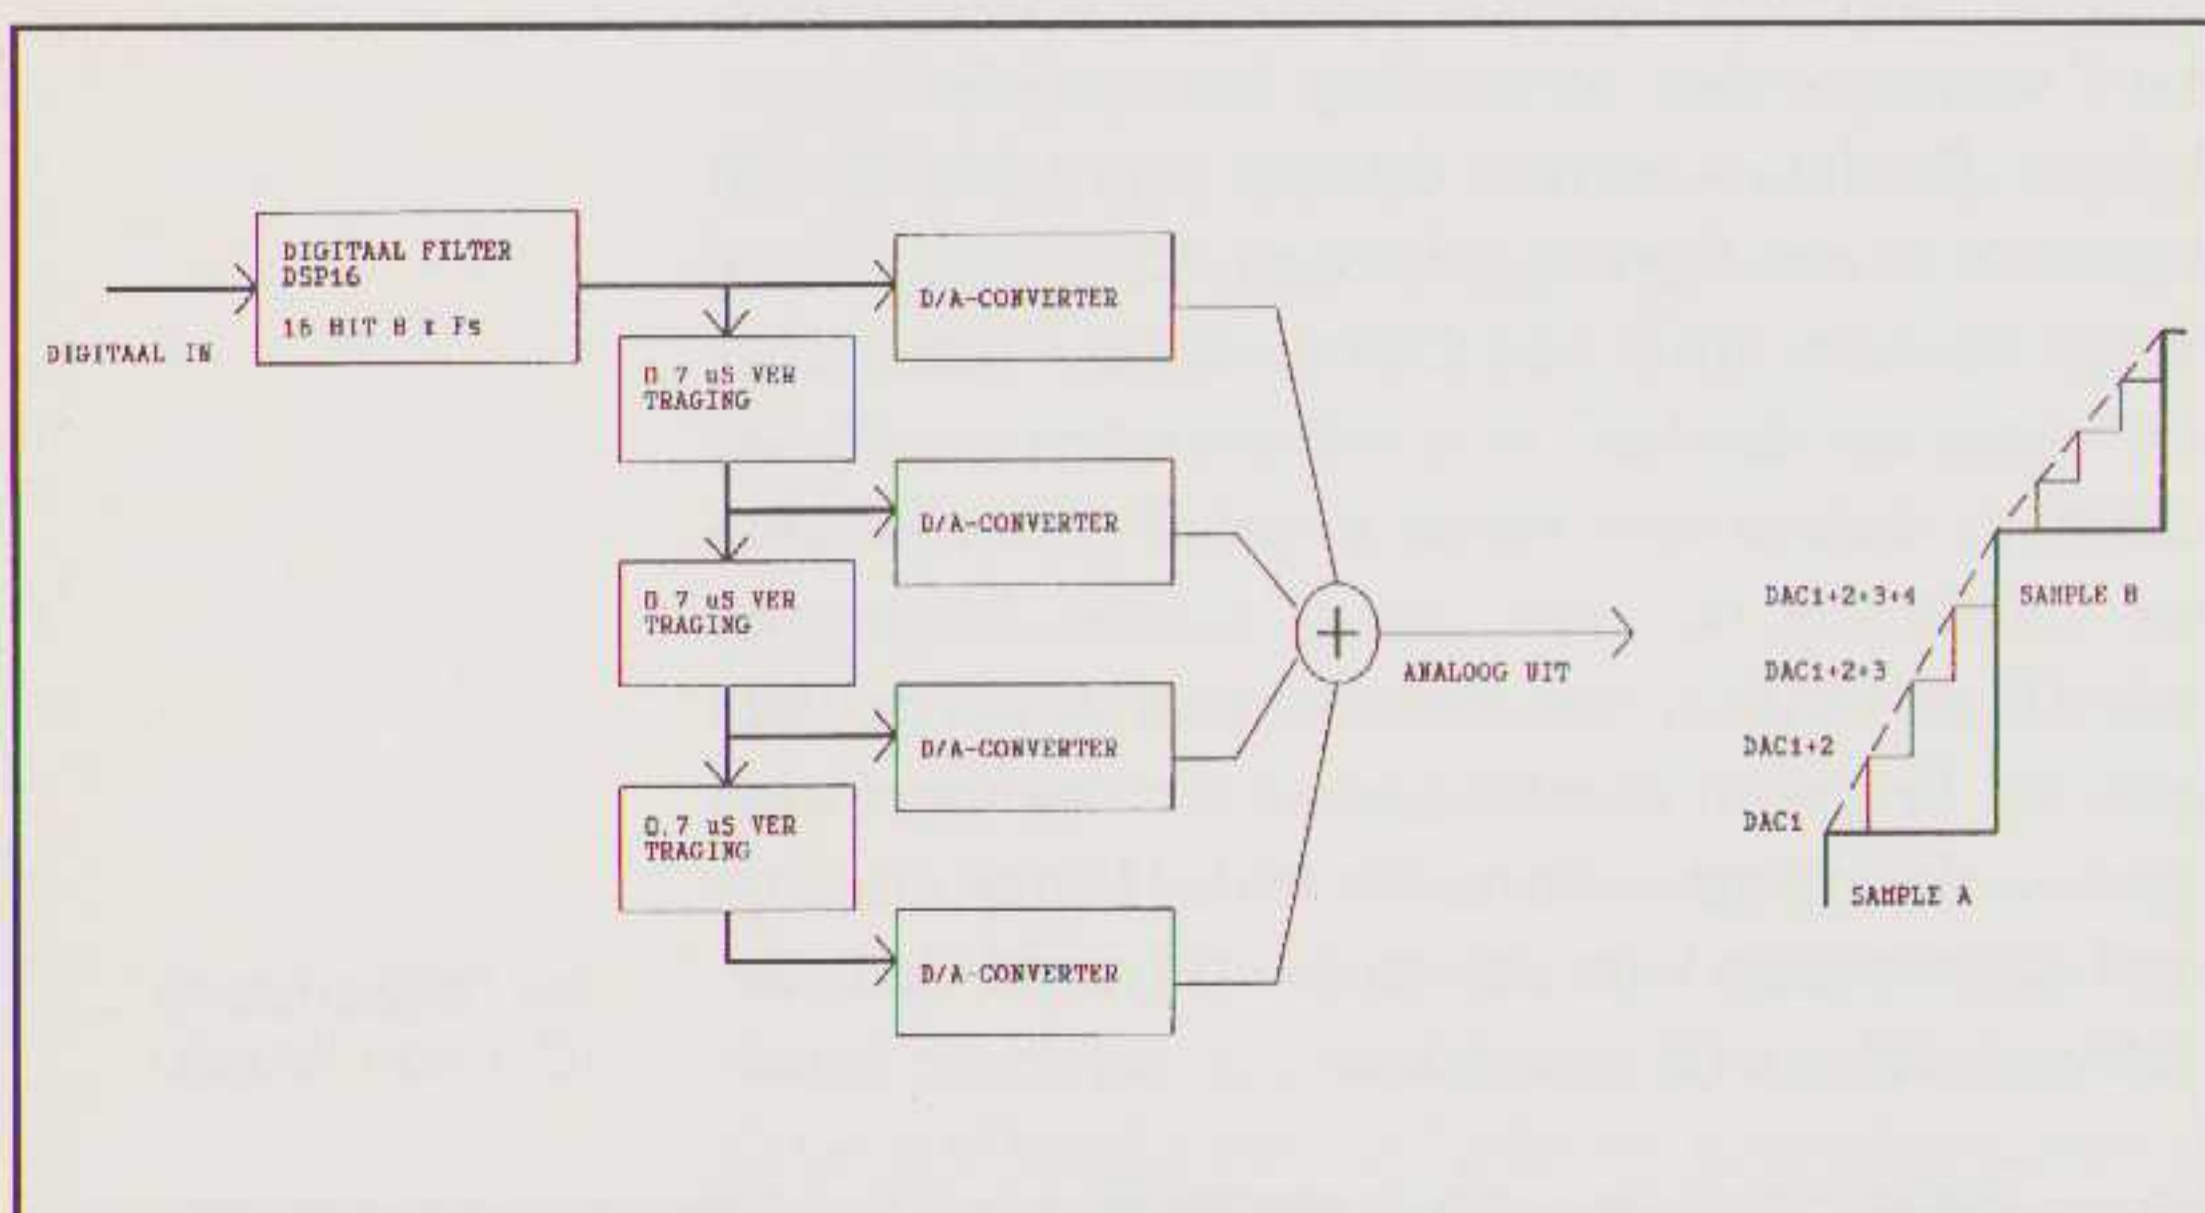 DIGITAAL FILTER
DSP16
16 BIT 8 x Fs
DIGITAAL IN
0.7 uS VER
TRAGING
0.7 uS VER
TRAGING
0.7 uS VER
TRAGING
D/A-CONVERTER
D/A-CONVERTER
D/A-CONVERTER
D/A-CONVERTER
+
ANALOOG UIT
DAC1+2+3+4
DAC1+2+3
DAC1+2
DAC1
SAMPLE B
SAMPLE A